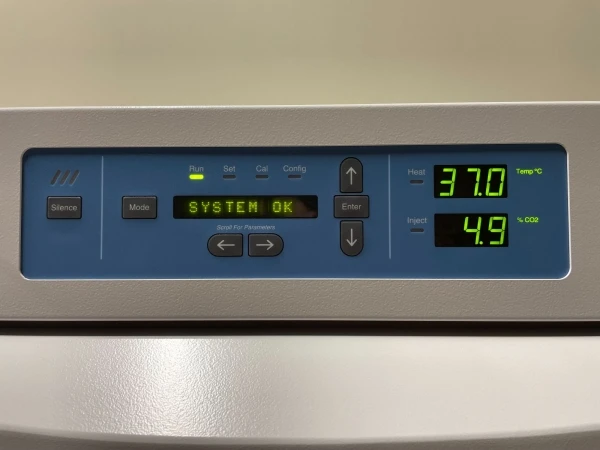 Run Set Cal Config
Heat 37.0 Temp °C
Silence Mode SYSTEM OK Enter
Inject 4.9 % CO2
Scroll For Parameters